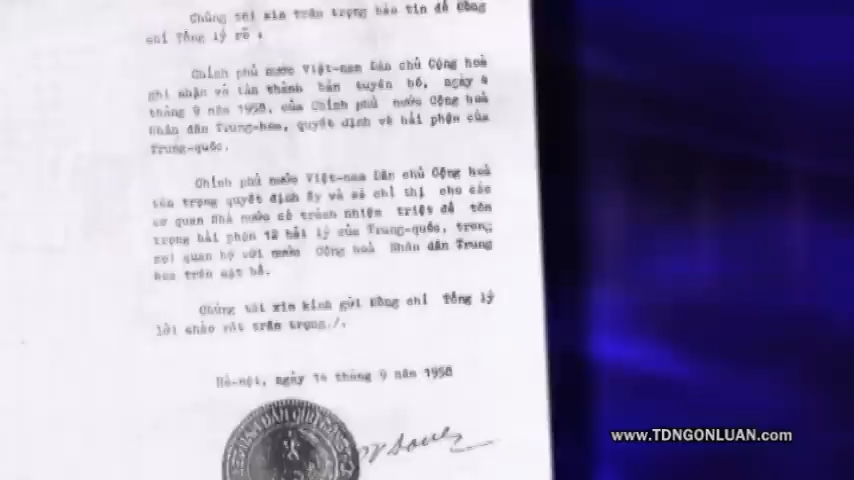 Chúng tôi xin trân trọng báo tin để Đồng
chí Tổng lý rõ :
Chính phủ nước Việt-nam Dân chủ Cộng hoà
ghi nhận và tán thành bản tuyên bố, ngày 4
tháng 9 năm 1958, của Chính phủ nước Cộng hoà
Nhân dân Trung-hoa, quyết định về hải phận của
Trung-quốc.
Chính phủ nước Việt-nam Dân chủ Cộng hoà
tôn trọng quyết định ấy và sẽ chỉ thị cho các
cơ quan Nhà nước có trách nhiệm triệt để tôn
trọng hải phận 12 hải lý của Trung-quốc, trong
mọi quan hệ với nước Cộng hoà Nhân dân Trung
hoa trên mặt bể.
Chúng tôi xin kính gửi Đồng chí Tổng lý
lời chào rất trân trọng./.
Hà-nội, ngày 14 tháng 9 năm 1958
www.TDNGONLUAN.com